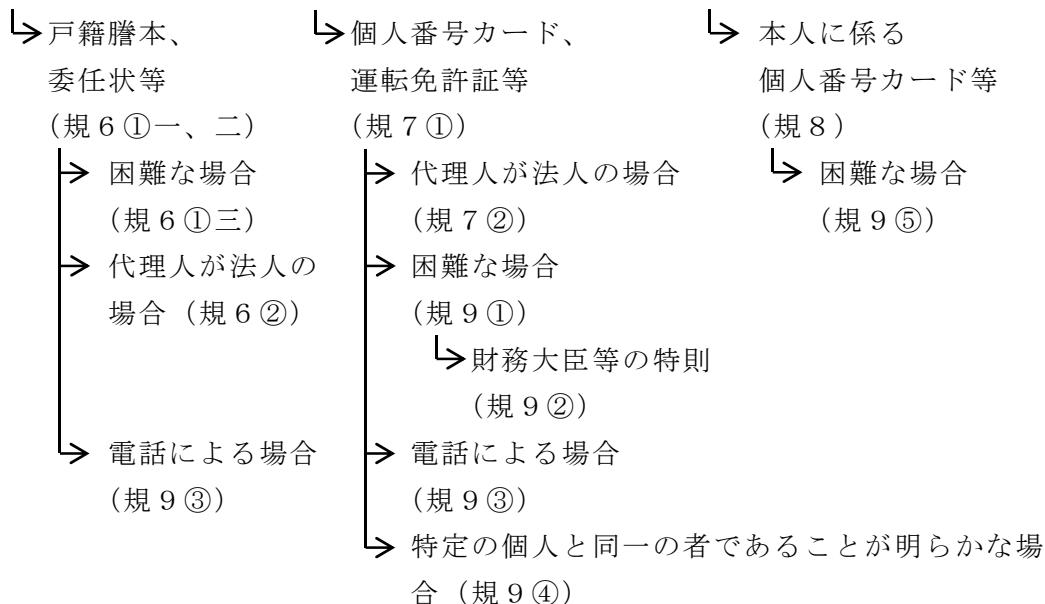 戸籍謄本、
委任状等
（規６①一、二）
困難な場合
（規６①三）
代理人が法人の
場合（規６②）
電話による場合
（規９③）
個人番号カード、
運転免許証等
（規７①）
代理人が法人の場合
（規７②）
困難な場合
（規９①）
財務大臣等の特則
（規９②）
電話による場合
（規９③）
特定の個人と同一の者であることが明らかな場
合（規９④）
本人に係る
個人番号カード等
（規８）
困難な場合
（規９⑤）